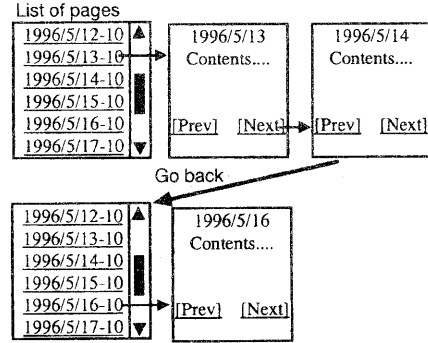 List of pages
1996/5/12-10
1996/5/13-10
1996/5/14-10
1996/5/15-10
1996/5/16-10
1996/5/17-10
1996/5/13
Contents....
[Prev] [Next]
1996/5/14
Contents....
[Prev] [Next]
Go back
1996/5/12-10
1996/5/13-10
1996/5/14-10
1996/5/15-10
1996/5/16-10
1996/5/17-10
1996/5/16
Contents....
[Prev] [Next]